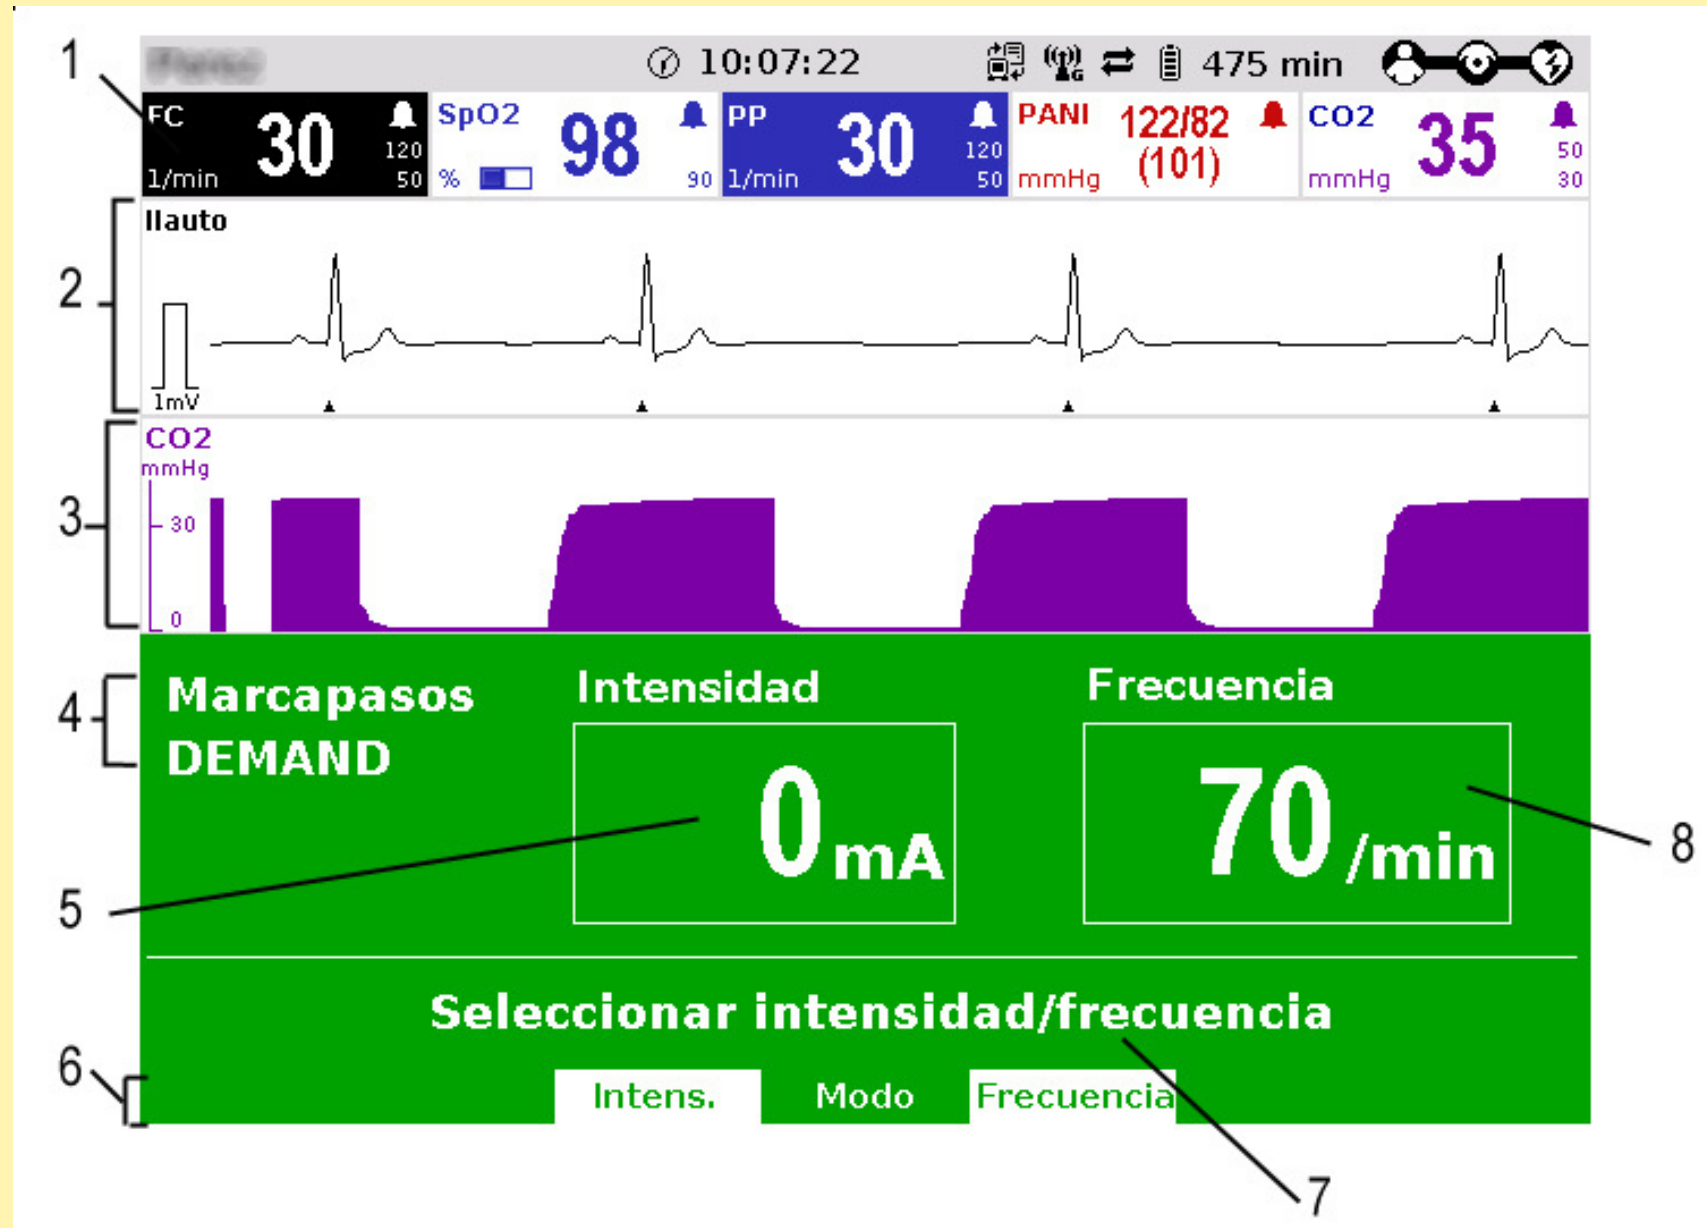 10:07:22 475 min
1
FC 30 120 50 1/min
SpO2 98 90 %
PP 30 120 50 1/min
PANI 122/82 (101) mmHg
CO2 35 50 30 mmHg
2
IIauto
1mV
3
CO2
mmHg
30
0
4
Marcapasos
DEMAND
Intensidad
0 mA
Frecuencia
70 /min
5
8
Seleccionar intensidad/frecuencia
6
Intens. Modo Frecuencia
7